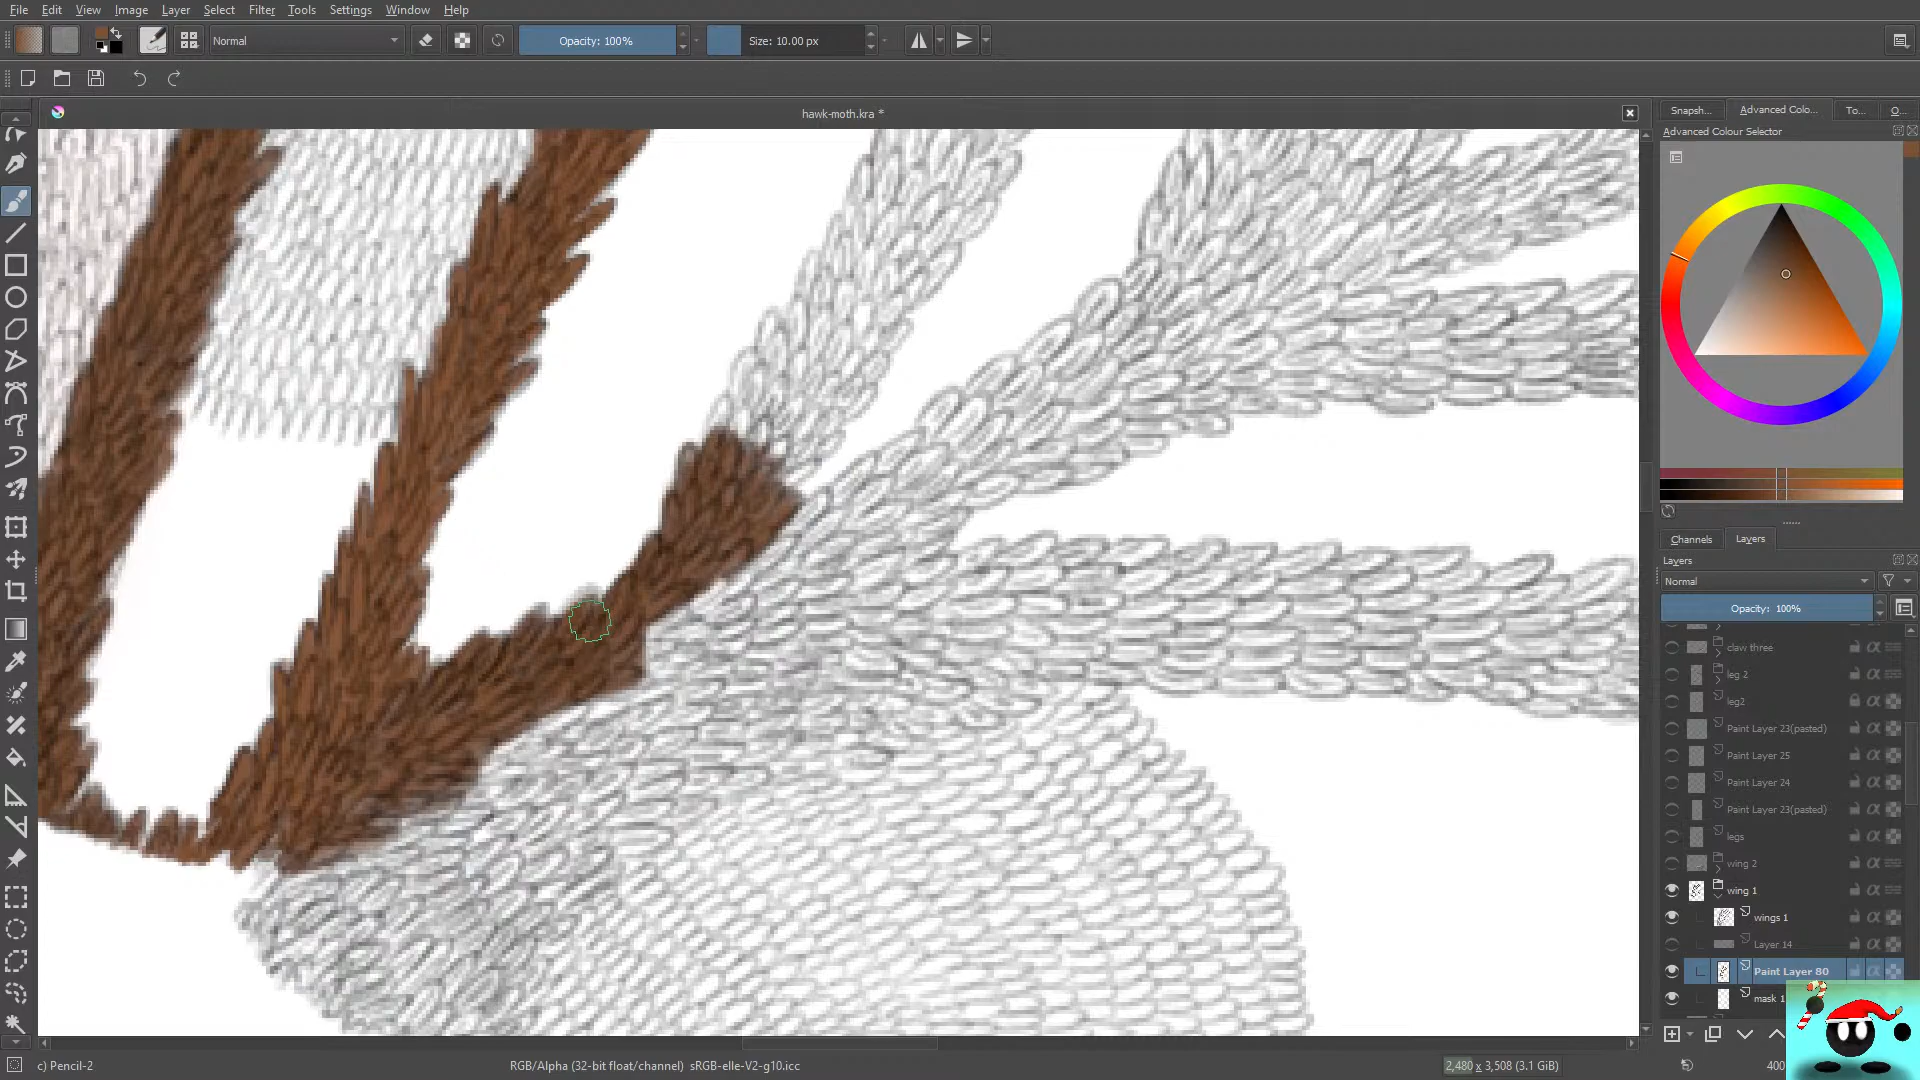 File Edit View Image Layer Select Filter Tools Settings Window Help
Normal Opacity: 100% Size: 10.00 px
hawk-moth.kra *
Snapsh... Advanced Colo... To... O...
Advanced Colour Selector
Channels Layers
Layers
Normal
Opacity: 100%
claw three
leg 2
leg2
Paint Layer 23(pasted)
Paint Layer 25
Paint Layer 24
Paint Layer 23(pasted)
legs
wing 2
wing 1
wings 1
Layer 14
Paint Layer 80
mask 1
c) Pencil-2 RGB/Alpha (32-bit float/channel) sRGB-elle-V2-g10.icc 2,480 x 3,508 (3.1 GiB) 400